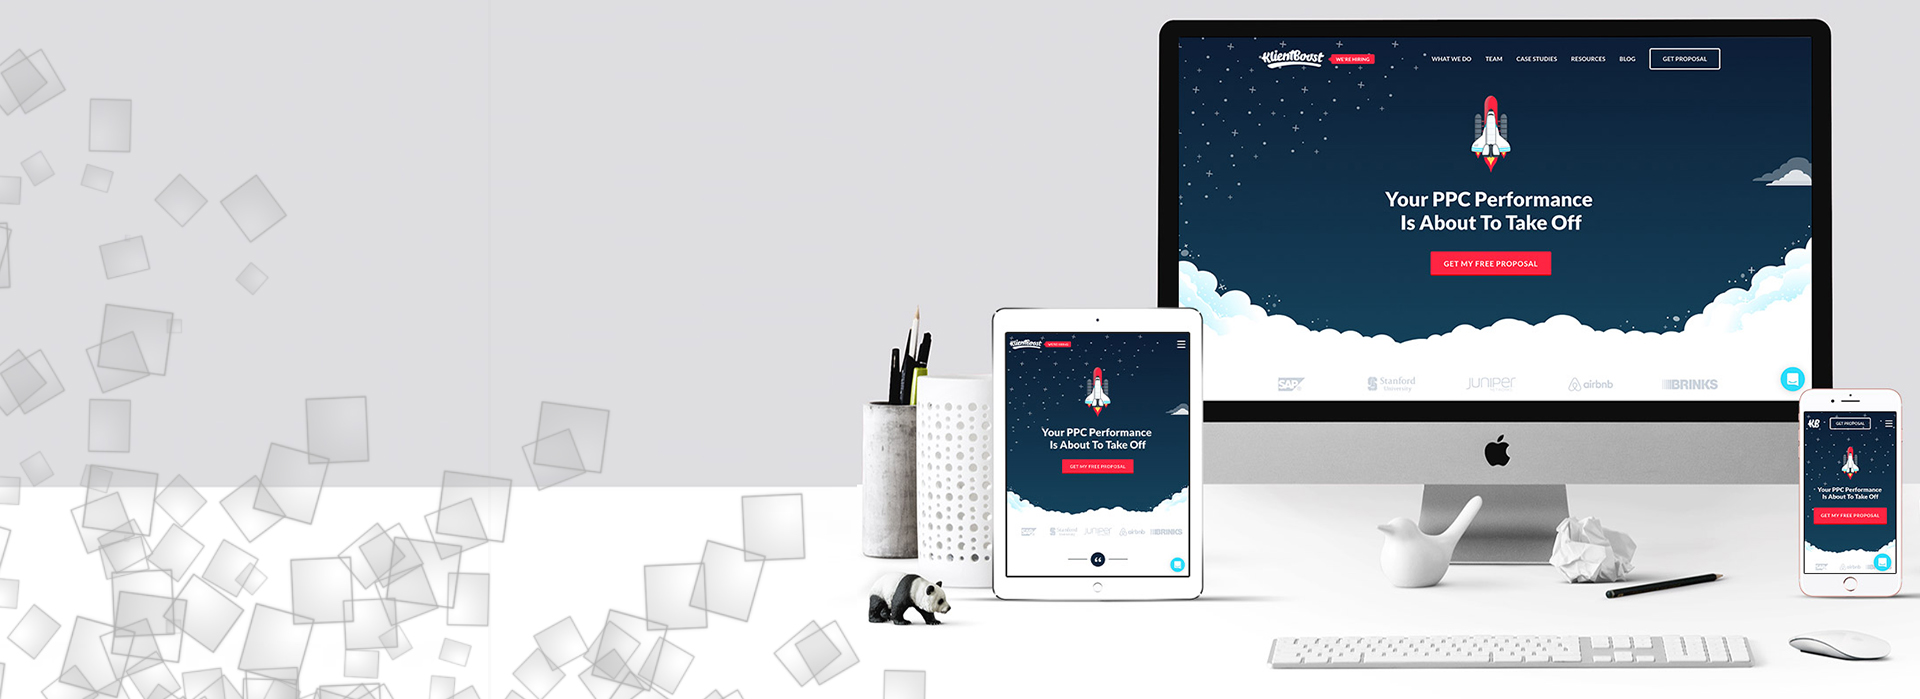 KlientBoost
WE'RE HIRING
WHAT WE DO
TEAM
CASE STUDIES
RESOURCES
BLOG
GET PROPOSAL
Your PPC Performance
Is About To Take Off
GET MY FREE PROPOSAL
SAP
Stanford
University
JUNIPEr
airbnb
BRINKS
KlientBoost
WE'RE HIRING
Your PPC Performance
Is About To Take Off
GET MY FREE PROPOSAL
SAP
Stanford
University
JUNIPEr
airbnb
BRINKS
KB
GET PROPOSAL
Your PPC Performance
Is About To Take Off
GET MY FREE PROPOSAL
SAP
airbnb